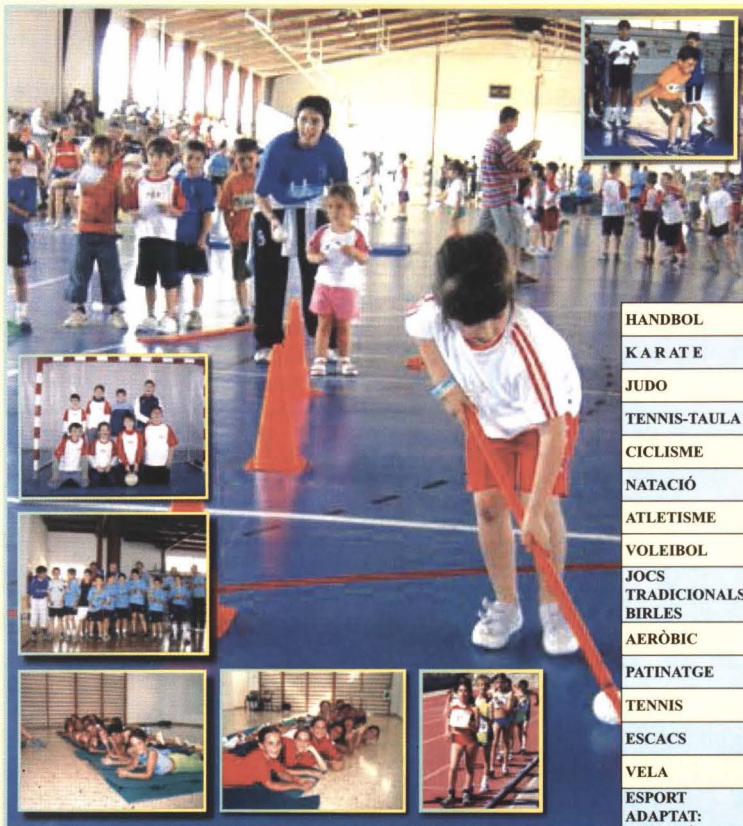 HANDBOL
KARATE
JUDO
TENNIS-TAULA
CICLISME
NATACIÓ
ATLETISME
VOLEIBOL
JOCS
TRADICIONALS
BIRLES
AERÒBIC
PATINATGE
TENNIS
ESCACS
VELA
ESPORT
ADAPTAT: